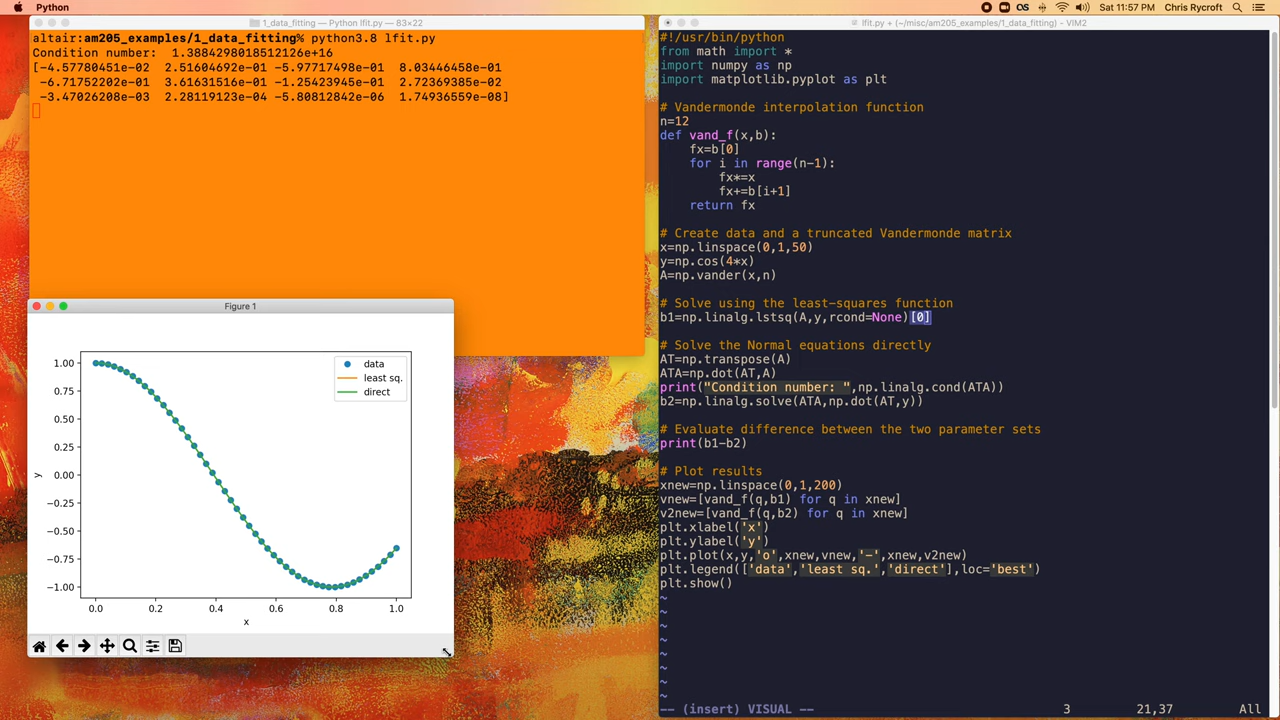 Python
Sat 11:57 PM Chris Rycroft
1_data_fitting — Python lfit.py — 83×22
altair:am205_examples/1_data_fitting% python3.8 lfit.py
Condition number:  1.3884298018512126e+16
[-4.57780451e-02  2.51604692e-01 -5.97717498e-01  8.03446458e-01
 -6.71752202e-01  3.61631516e-01 -1.25423945e-01  2.72369385e-02
 -3.47026208e-03  2.28119123e-04 -5.80812842e-06  1.74936559e-08]
Figure 1
data
least sq.
direct
1.00
0.75
0.50
0.25
0.00
−0.25
−0.50
−0.75
−1.00
y
0.0 0.2 0.4 0.6 0.8 1.0
x
lfit.py + (~/misc/am205_examples/1_data_fitting) - VIM2
#!/usr/bin/python
from math import *
import numpy as np
import matplotlib.pyplot as plt
# Vandermonde interpolation function
n=12
def vand_f(x,b):
    fx=b[0]
    for i in range(n-1):
        fx*=x
        fx+=b[i+1]
    return fx
# Create data and a truncated Vandermonde matrix
x=np.linspace(0,1,50)
y=np.cos(4*x)
A=np.vander(x,n)
# Solve using the least-squares function
b1=np.linalg.lstsq(A,y,rcond=None)[0]
# Solve the Normal equations directly
AT=np.transpose(A)
ATA=np.dot(AT,A)
print("Condition number: ",np.linalg.cond(ATA))
b2=np.linalg.solve(ATA,np.dot(AT,y))
# Evaluate difference between the two parameter sets
print(b1-b2)
# Plot results
xnew=np.linspace(0,1,200)
vnew=[vand_f(q,b1) for q in xnew]
v2new=[vand_f(q,b2) for q in xnew]
plt.xlabel('x')
plt.ylabel('y')
plt.plot(x,y,'o',xnew,vnew,'-',xnew,v2new)
plt.legend(['data','least sq.','direct'],loc='best')
plt.show()
~
~
~
~
~
~
~
~
-- (insert) VISUAL -- 3 21,37 All